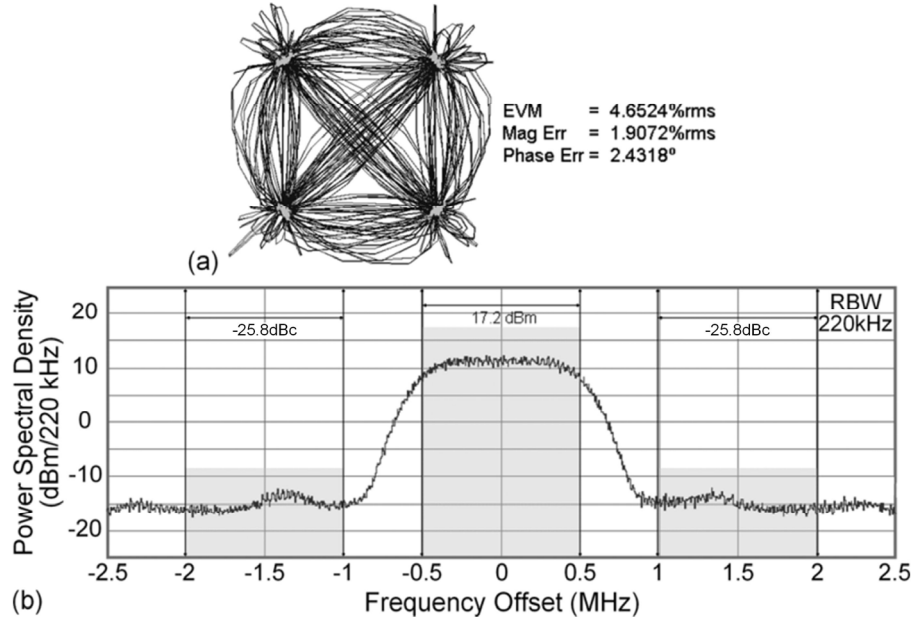 EVM = 4.6524%rms
Mag Err = 1.9072%rms
Phase Err = 2.4318º
(a)
Power Spectral Density
(dBm/220 kHz)
20
10
0
-10
-20
-25.8dBc
17.2 dBm
-25.8dBc
RBW
220kHz
-2.5 -2 -1.5 -1 -0.5 0 0.5 1 1.5 2 2.5
(b)
Frequency Offset (MHz)